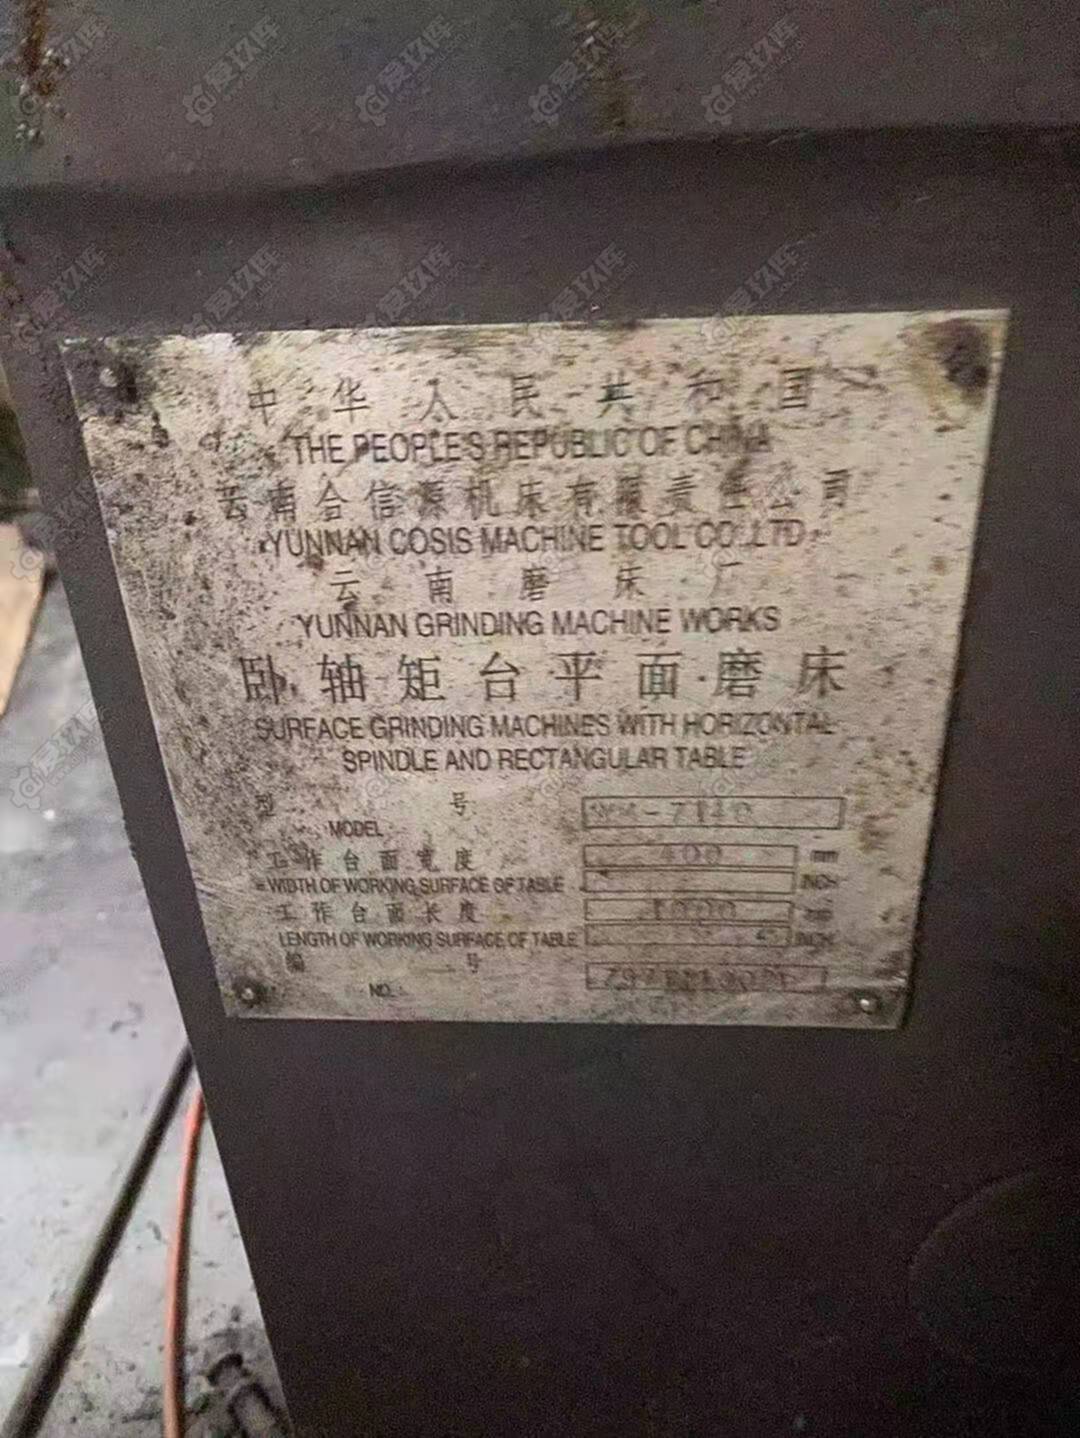 中华人民共和国
THE PEOPLE'S REPUBLIC OF CHINA
云南合信源机床有限责任公司
YUNNAN COSIS MACHINE TOOL CO.,LTD.
云南磨床厂
YUNNAN GRINDING MACHINE WORKS
卧轴矩台平面磨床
SURFACE GRINDING MACHINES WITH HORIZONTAL
SPINDLE AND RECTANGULAR TABLE
型号
MODEL
工作台面宽度 400 mm
WIDTH OF WORKING SURFACE OF TABLE INCH
工作台面长度 1000 mm
LENGTH OF WORKING SURFACE OF TABLE INCH
编号
NO.
爱玖库